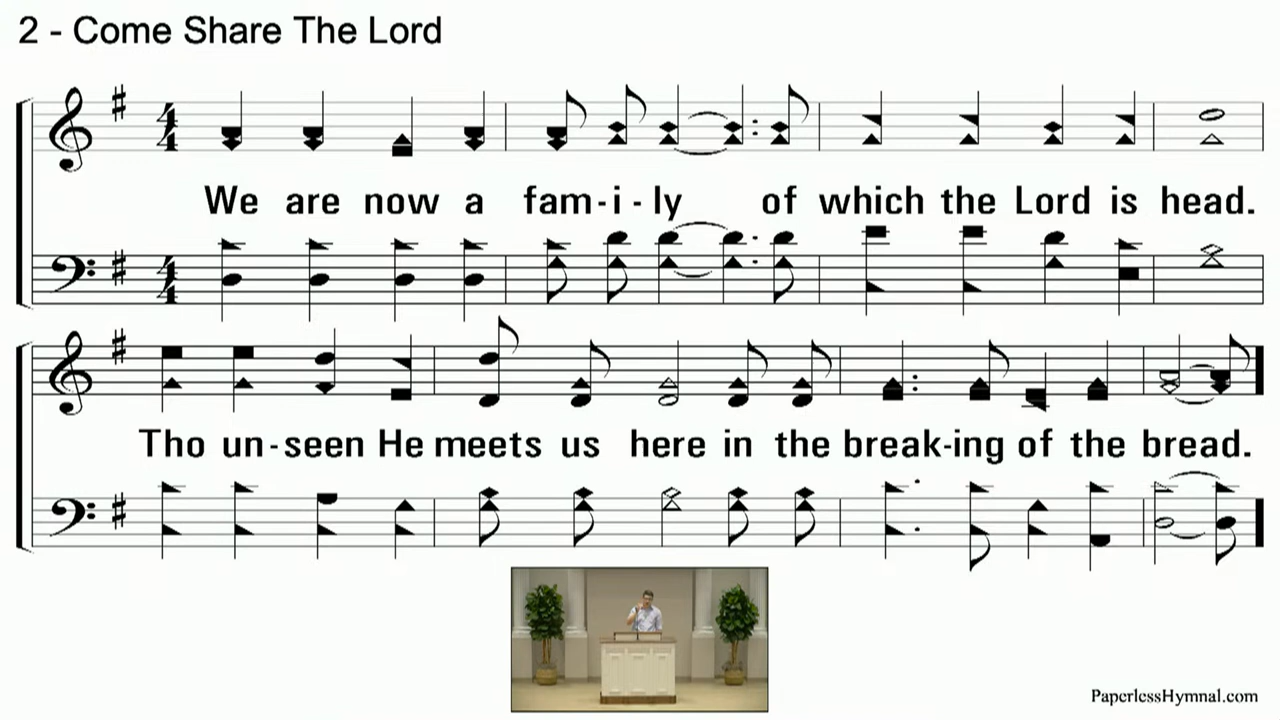 2 - Come Share The Lord
We are now a fam-i-ly of which the Lord is head.
Tho un-seen He meets us here in the break-ing of the bread.
PaperlessHymnal.com